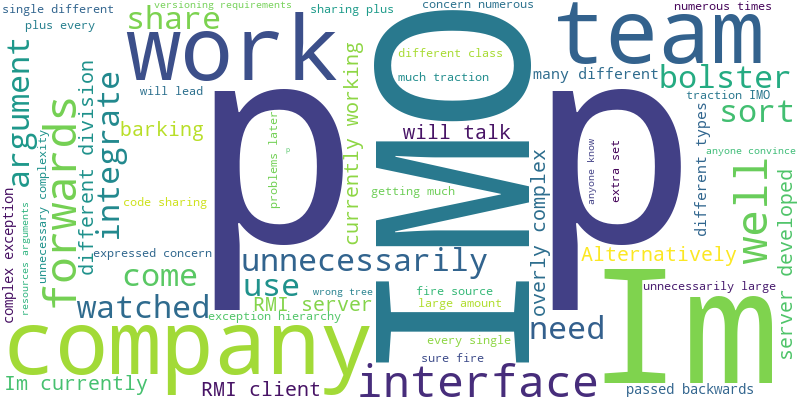 single different
versioning requirements
sharing plus
concern numerous
numerous times
plus every
share
work
team
different class
many different
much traction
bolster
will lead
traction IMO
argument
forwards
different division
integrate
barking
currently working
IMO
will talk
sort
p
p
problems later
p
anyone know
extra set
different types
well
anyone convince
unnecessary complexity
complex exception
resources arguments
code sharing
getting much
overly complex
server developed
expressed concern
unnecessarily
Alternatively
come
use
wrong tree
fire source
large amount
unnecessarily large
Im
watched
RMI server
exception hierarchy
need
company
every single
sure fire
Im currently
RMI client
interface
passed backwards